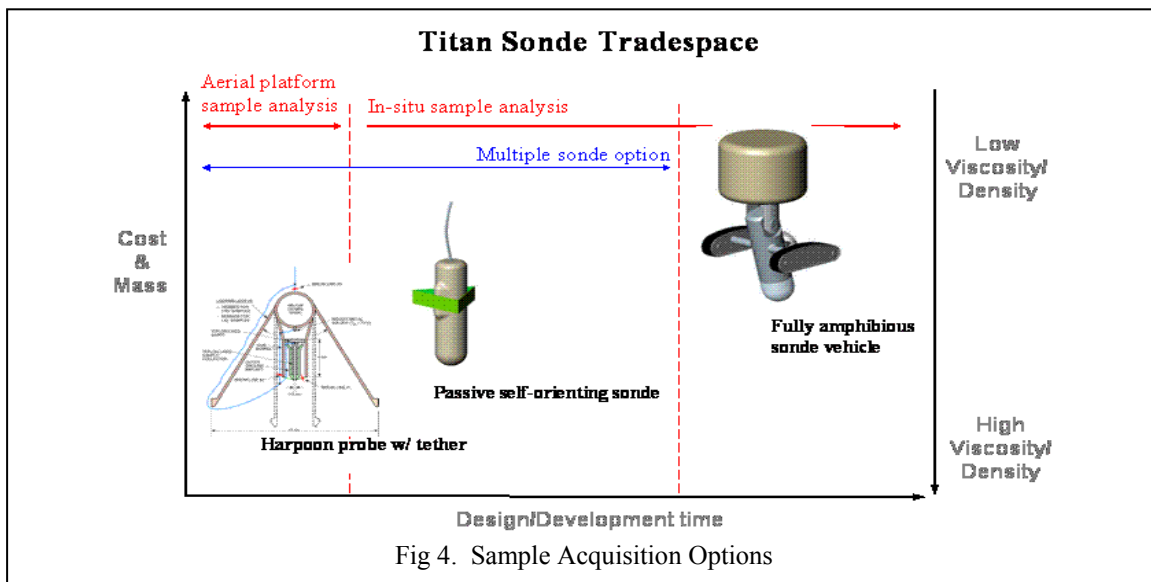 Titan Sonde Tradespace
Aerial platform
sample analysis
In-situ sample analysis
Multiple sonde option
Low
Viscosity/
Density
Cost
&
Mass
Fully amphibious
sonde vehicle
Passive self-orienting sonde
Harpoon probe w/ tether
High
Viscosity/
Density
Design/Development time
Fig 4. Sample Acquisition Options